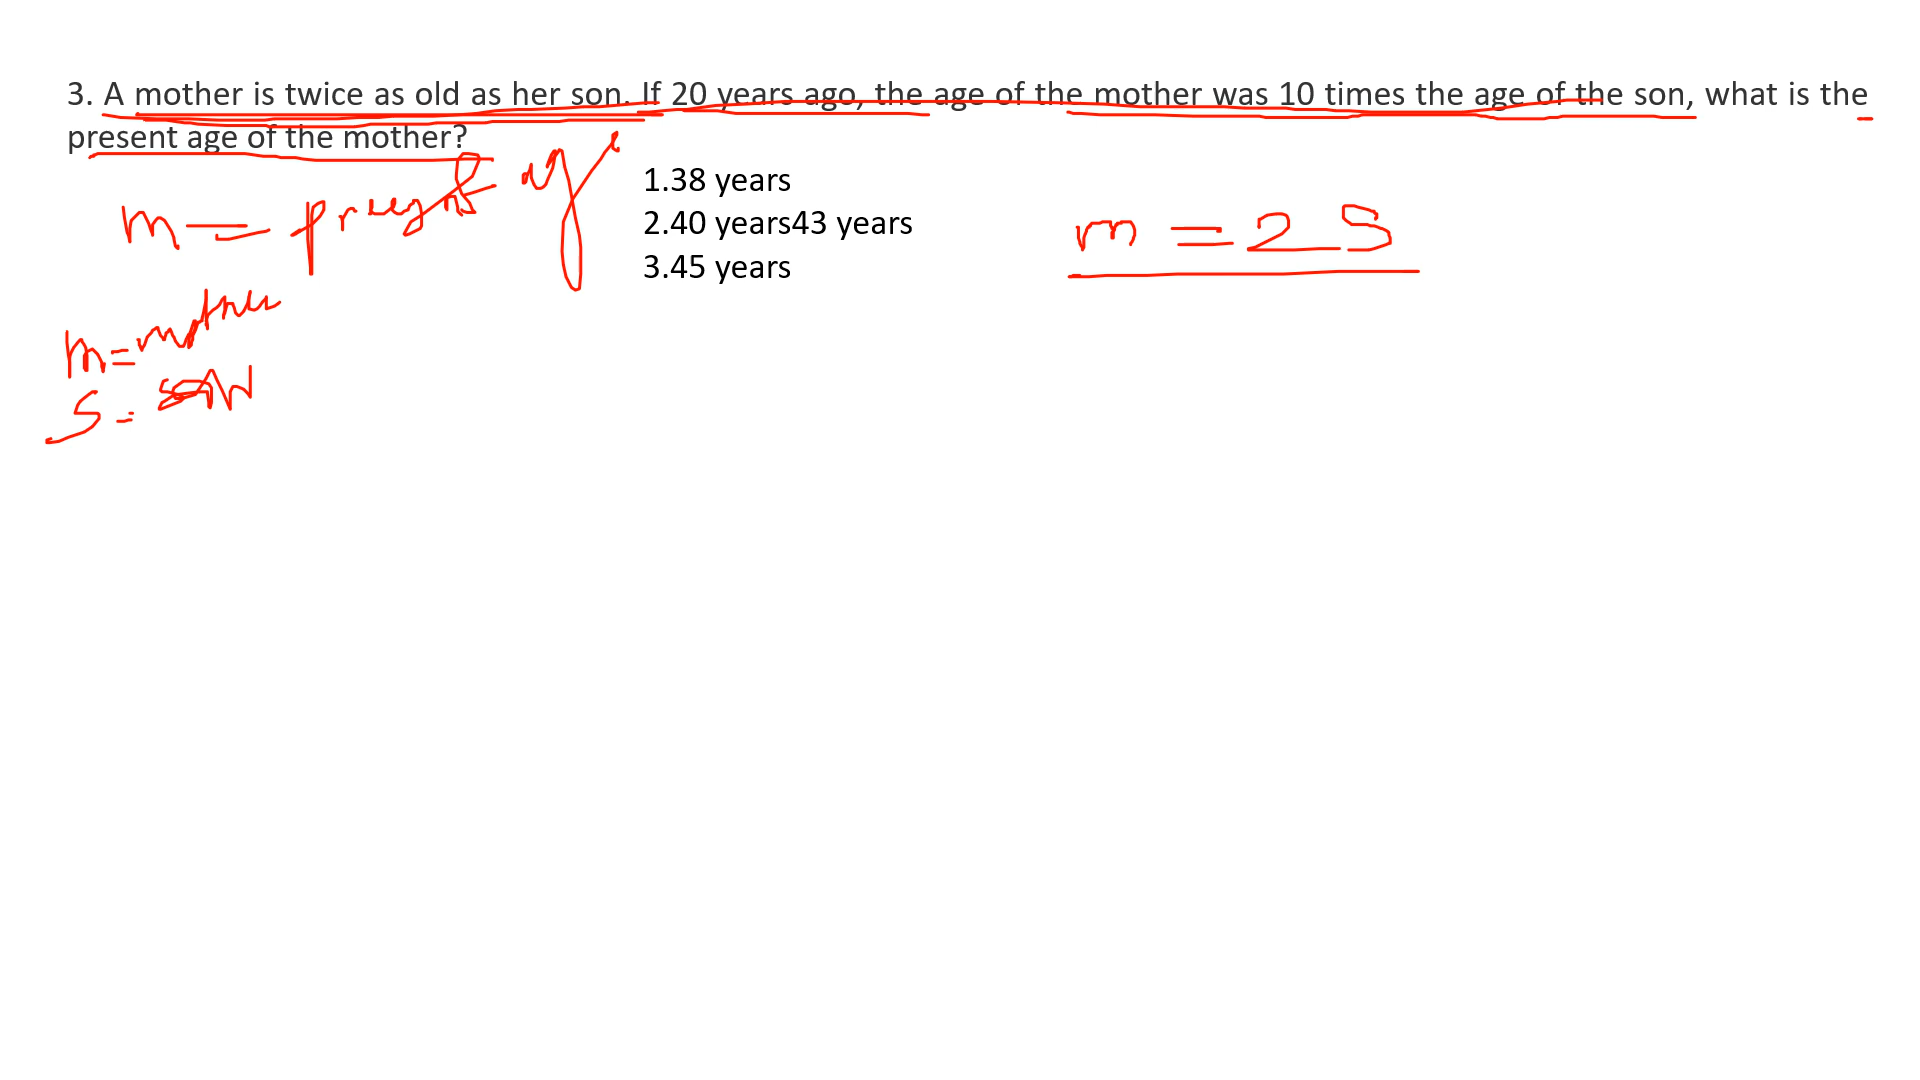 3. A mother is twice as old as her son. If 20 years ago, the age of the mother was 10 times the age of the son, what is the
present age of the mother?
1.38 years
2.40 years43 years
3.45 years
m =
m = 2 S
m = mother
S = SON